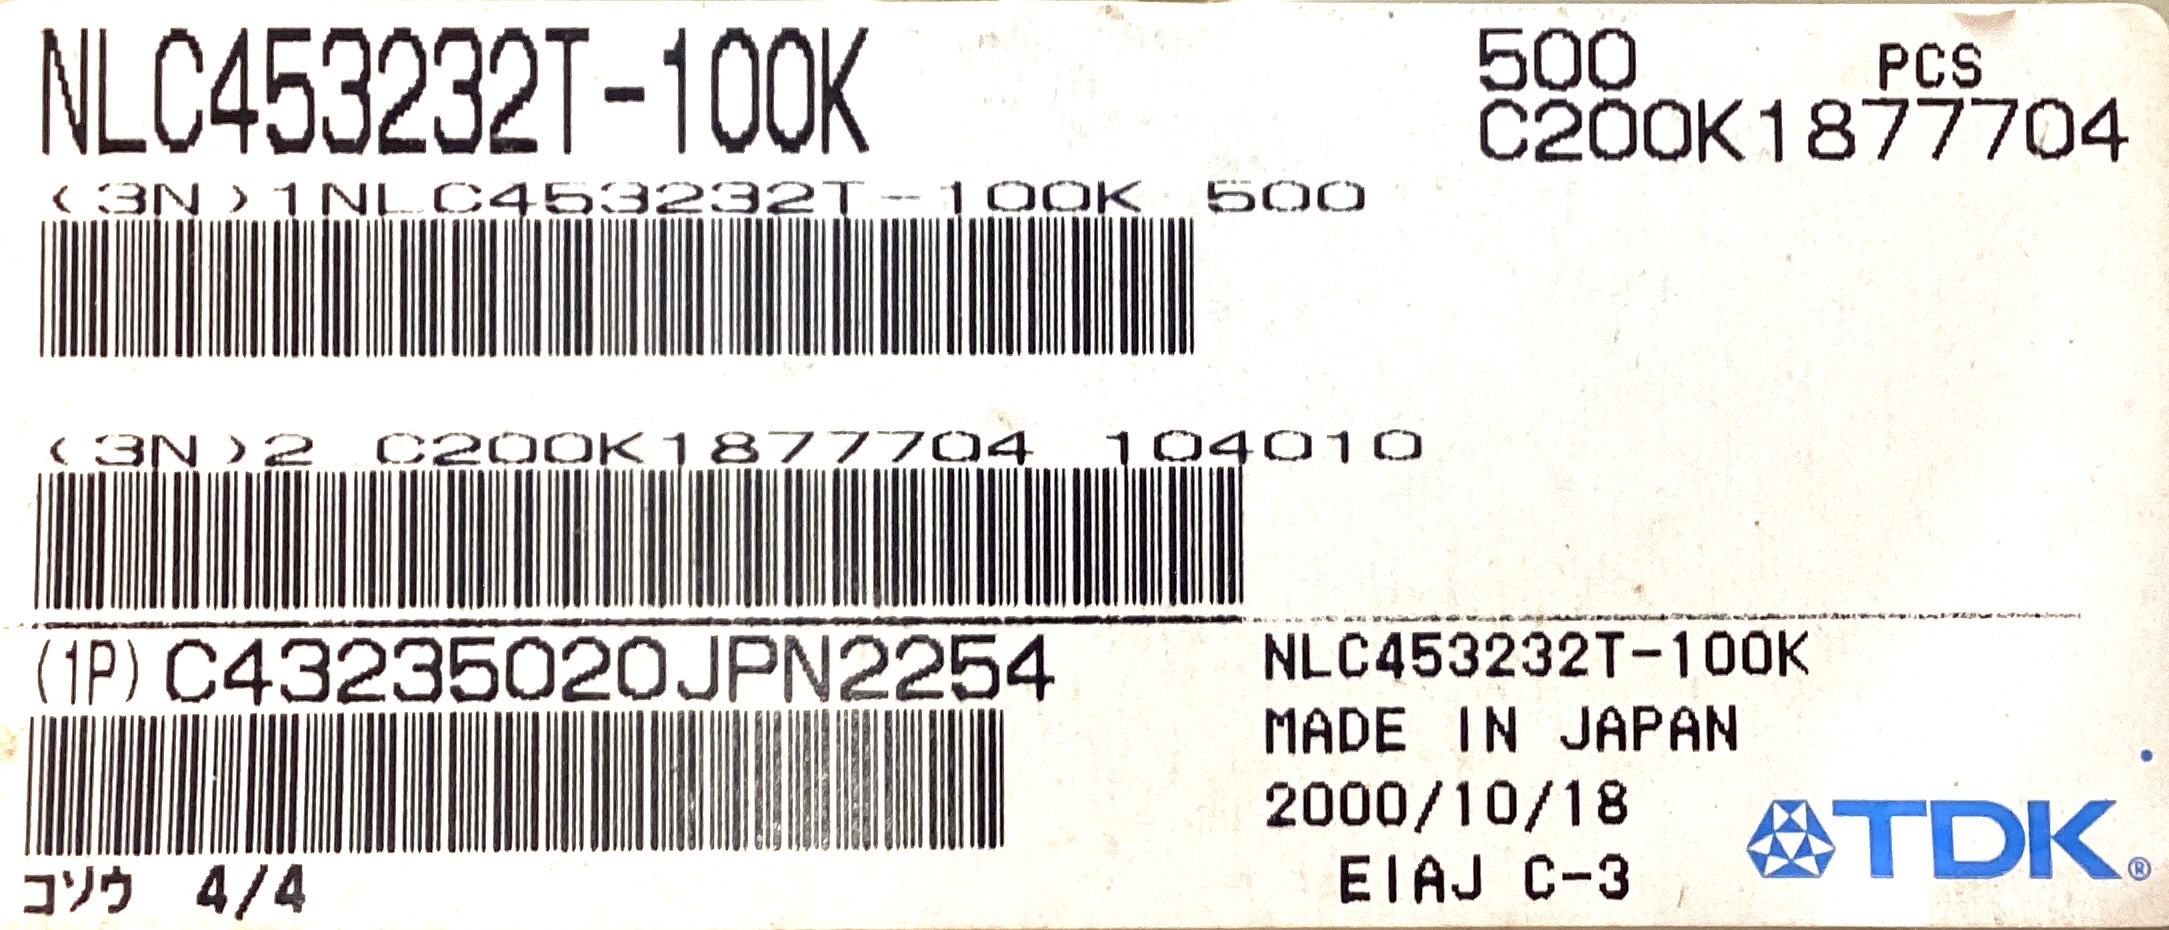 NLC453232T-100K
500 PCS
C200K1877704
(3N)1NLC453232T-100K 500
(3N)2 C200K1877704 104010
(1P) C43235020JPN2254
コソウ 4/4
NLC453232T-100K
MADE IN JAPAN
2000/10/18
EIAJ C-3
TDK®